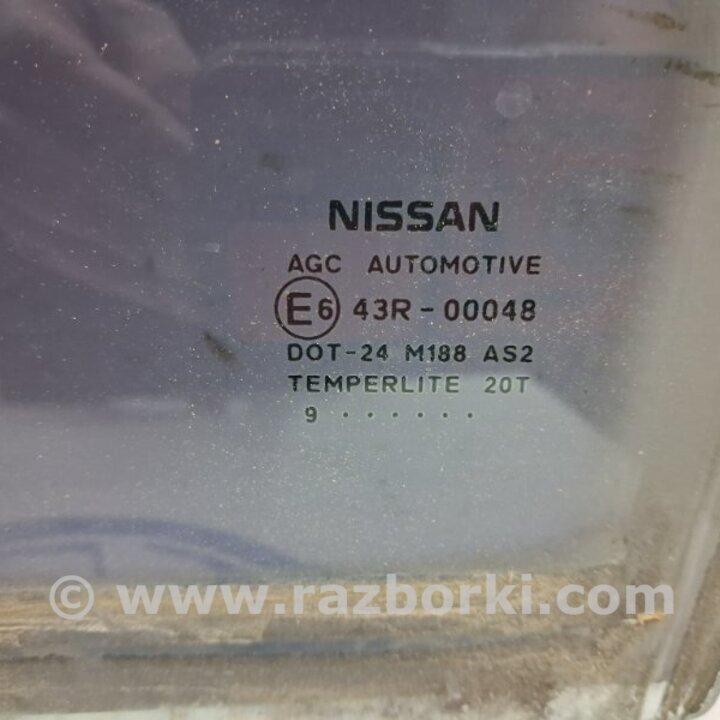 NISSAN
AGC AUTOMOTIVE
E6 43R-00048
DOT-24 M188 AS2
TEMPERLITE 20T
9 ......
© www.razborki.com